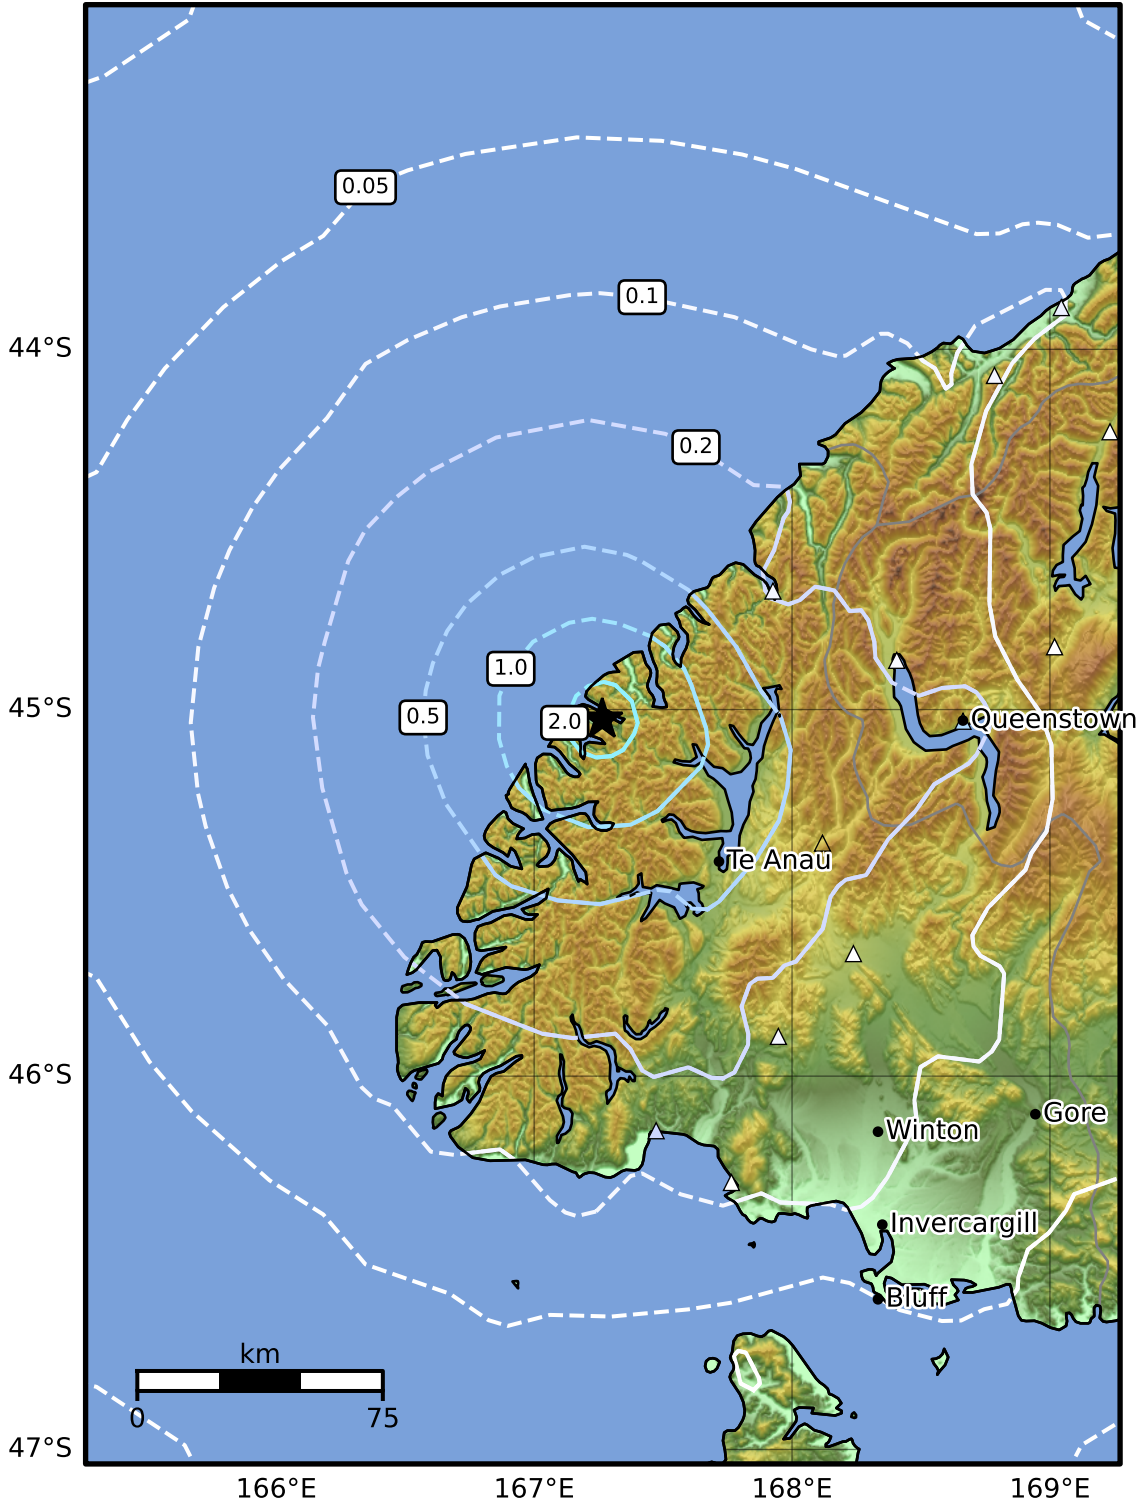 0.05
0.1
44°S
0.2
1.0
0.5
2.0
45°S
Queenstown
Te Anau
46°S
Gore
Winton
Invercargill
Bluff
km
0 75
47°S
166°E 167°E 168°E 169°E